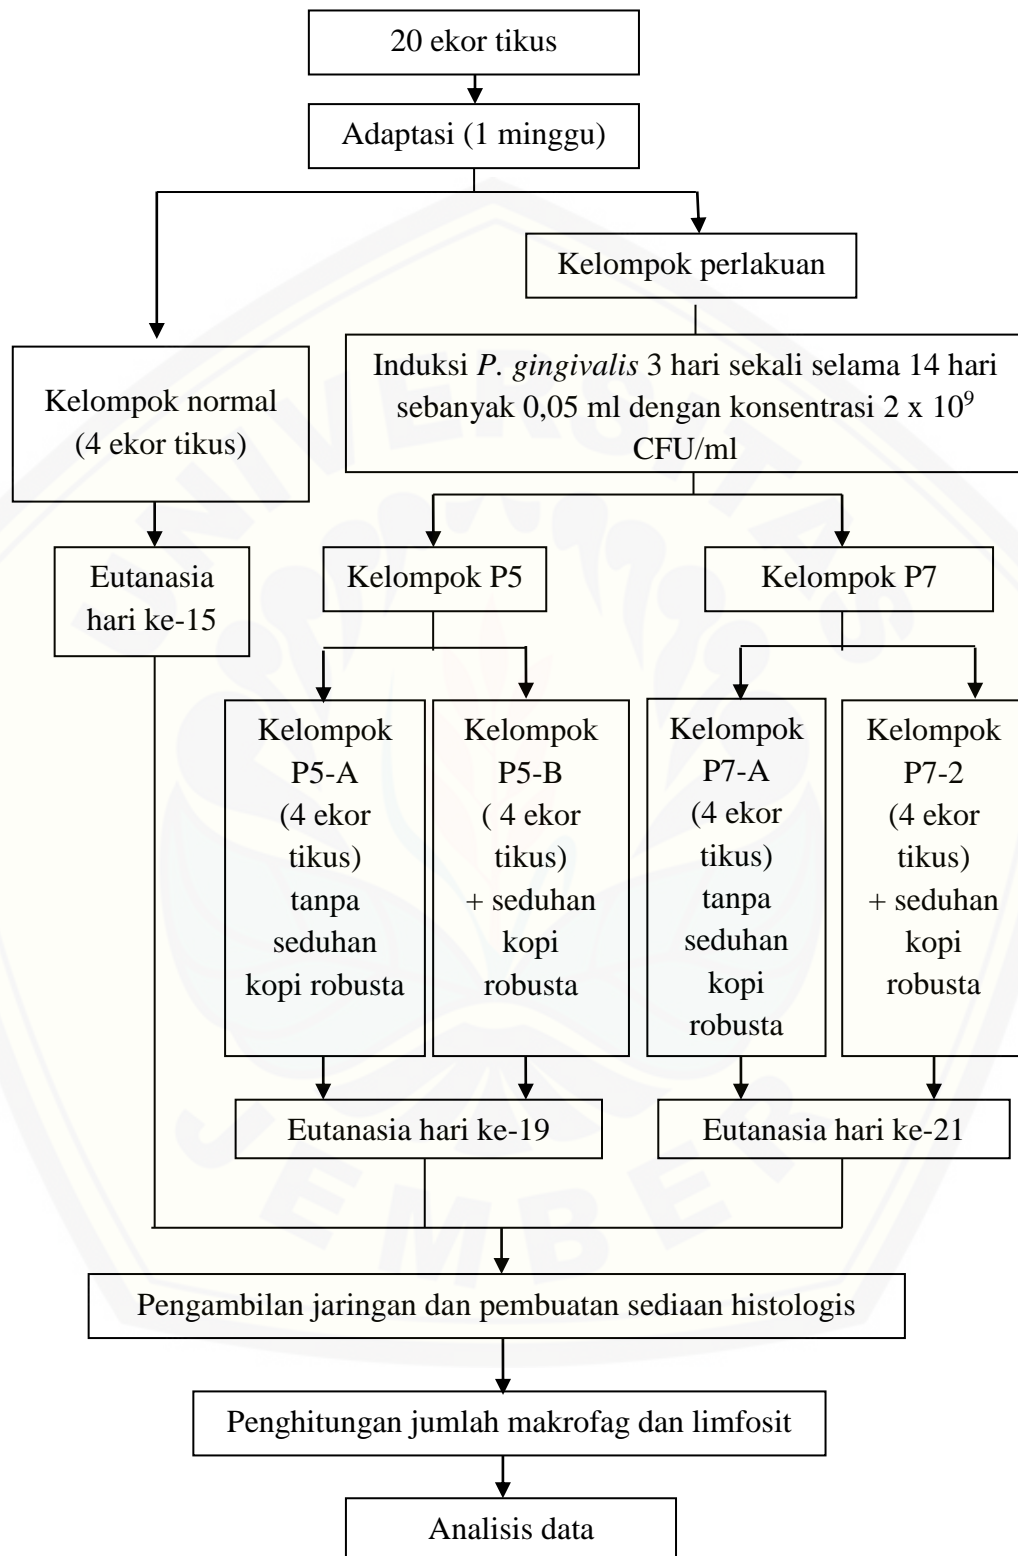 20 ekor tikus
Adaptasi (1 minggu)
Kelompok perlakuan
Kelompok normal
(4 ekor tikus)
Induksi P. gingivalis 3 hari sekali selama 14 hari
sebanyak 0,05 ml dengan konsentrasi 2 x 10⁹
CFU/ml
Eutanasia
hari ke-15
Kelompok P5
Kelompok P7
Kelompok
P5-A
(4 ekor
tikus)
tanpa
seduhan
kopi robusta
Kelompok
P5-B
( 4 ekor
tikus)
+ seduhan
kopi
robusta
Kelompok
P7-A
(4 ekor
tikus)
tanpa
seduhan
kopi
robusta
Kelompok
P7-2
(4 ekor
tikus)
+ seduhan
kopi
robusta
Eutanasia hari ke-19
Eutanasia hari ke-21
Pengambilan jaringan dan pembuatan sediaan histologis
Penghitungan jumlah makrofag dan limfosit
Analisis data
UNIVERSITAS
JEMBER